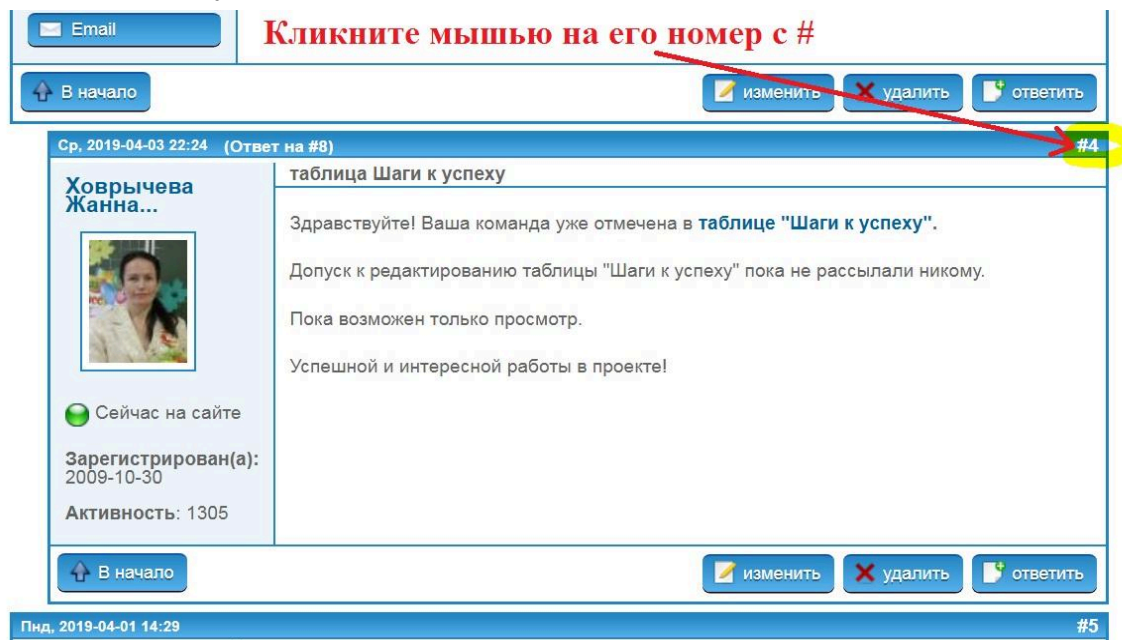 Email
Кликните мышью на его номер с #
В начало
изменить удалить ответить
Ср, 2019-04-03 22:24 (Ответ на #8) #4
Ховрычева
Жанна...
таблица Шаги к успеху
Здравствуйте! Ваша команда уже отмечена в таблице "Шаги к успеху".
Допуск к редактированию таблицы "Шаги к успеху" пока не рассылали никому.
Пока возможен только просмотр.
Успешной и интересной работы в проекте!
Сейчас на сайте
Зарегистрирован(а):
2009-10-30
Активность: 1305
В начало
изменить удалить ответить
Пнд, 2019-04-01 14:29 #5